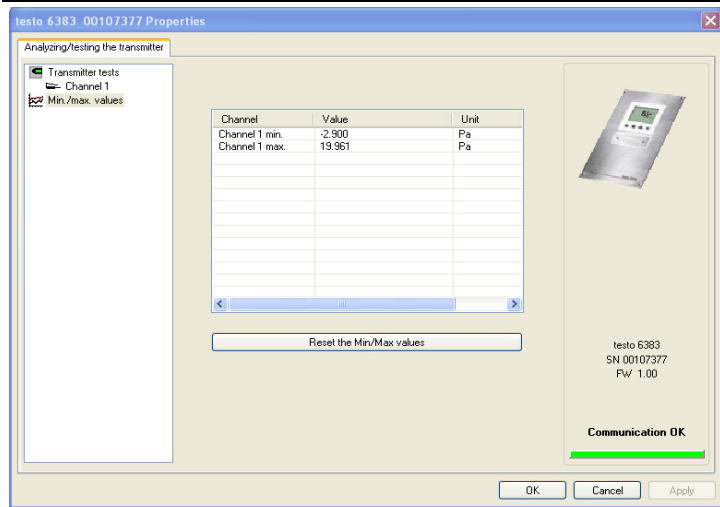 testo 6383 00107377 Properties
Analyzing/testing the transmitter
Transmitter tests
Channel 1
Min./max. values
Channel Value Unit
Channel 1 min. -2.900 Pa
Channel 1 max. 19.961 Pa
Reset the Min/Max values
testo 6383
SN 00107377
FW 1.00
Communication OK
OK Cancel Apply